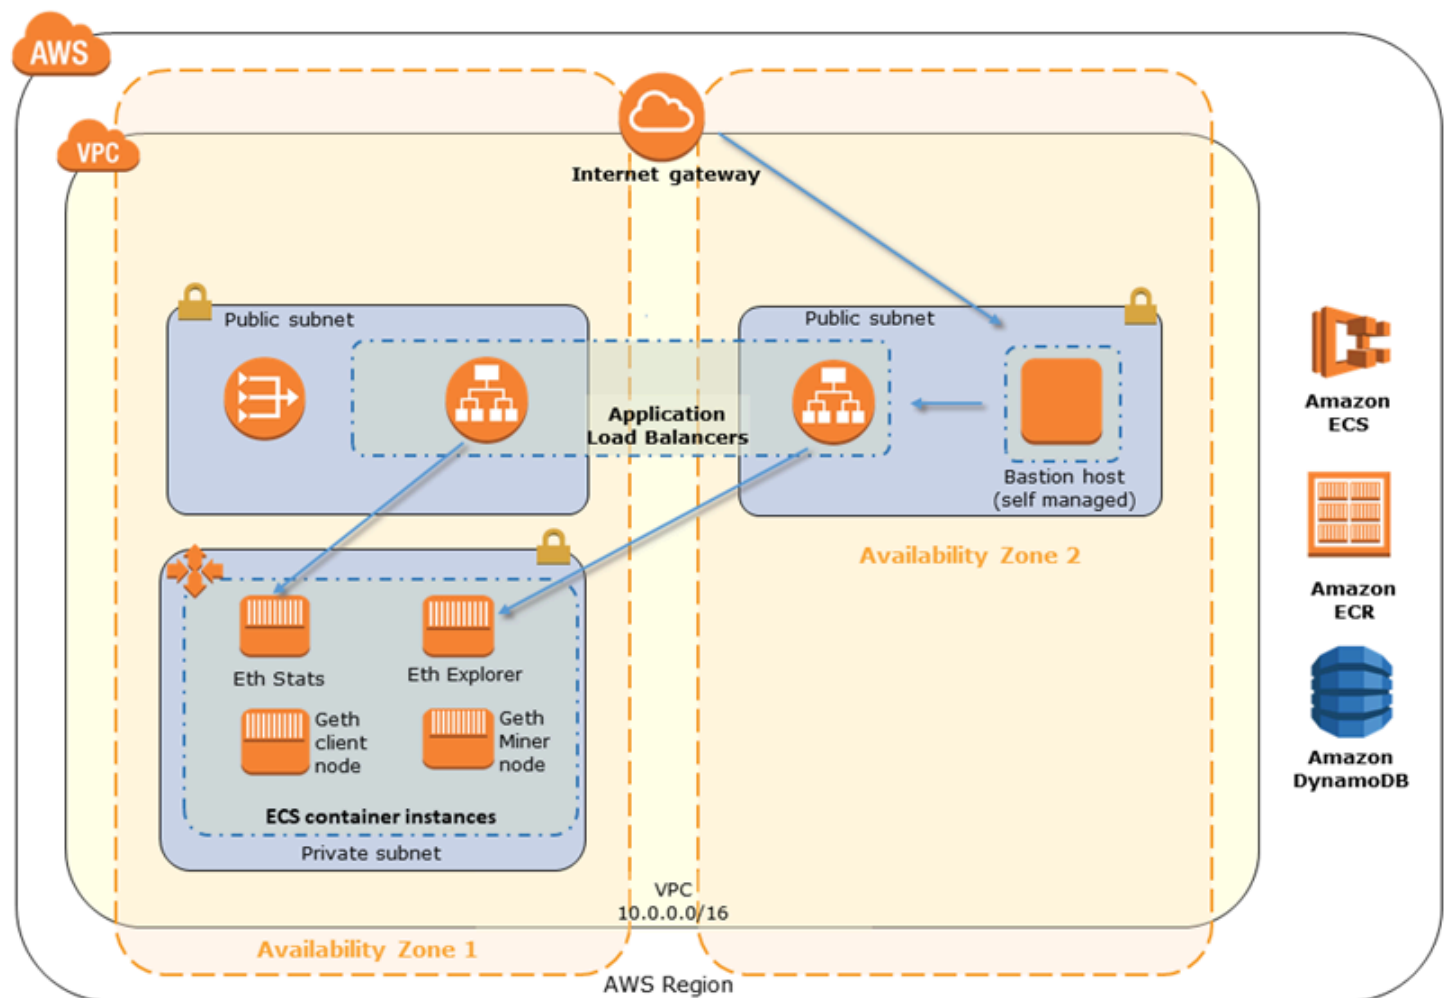 AWS
VPC
Internet gateway
Public subnet
Public subnet
Application
Load Balancers
Bastion host
(self managed)
Availability Zone 2
Eth Stats
Eth Explorer
Geth
client
node
Geth
Miner
node
ECS container instances
Private subnet
VPC
10.0.0.0/16
Availability Zone 1
AWS Region
Amazon
ECS
Amazon
ECR
Amazon
DynamoDB